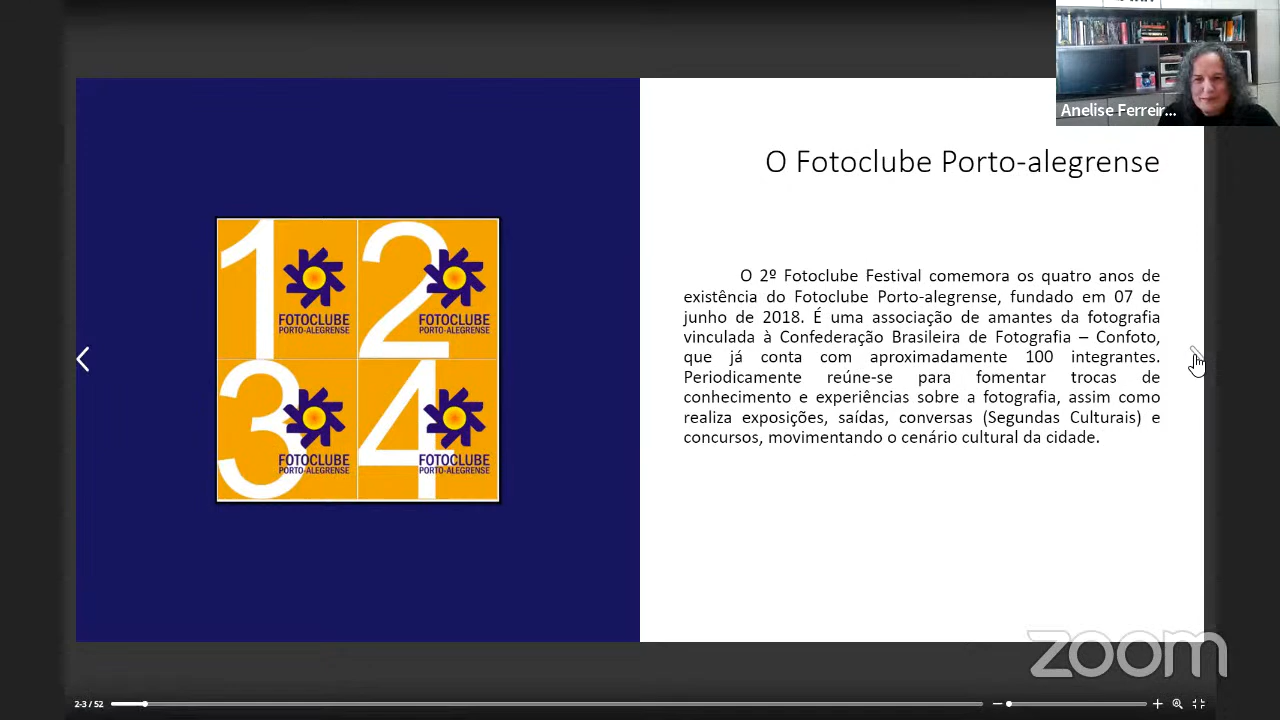 Anelise Ferreir...
O Fotoclube Porto-alegrense
1
FOTOCLUBE
PORTO-ALEGRENSE
2
FOTOCLUBE
PORTO-ALEGRENSE
3
FOTOCLUBE
PORTO-ALEGRENSE
4
FOTOCLUBE
PORTO-ALEGRENSE
O 2º Fotoclube Festival comemora os quatro anos de
existência do Fotoclube Porto-alegrense, fundado em 07 de
junho de 2018. É uma associação de amantes da fotografia
vinculada à Confederação Brasileira de Fotografia – Confoto,
que já conta com aproximadamente 100 integrantes.
Periodicamente reúne-se para fomentar trocas de
conhecimento e experiências sobre a fotografia, assim como
realiza exposições, saídas, conversas (Segundas Culturais) e
concursos, movimentando o cenário cultural da cidade.
zoom
2-3 / 52